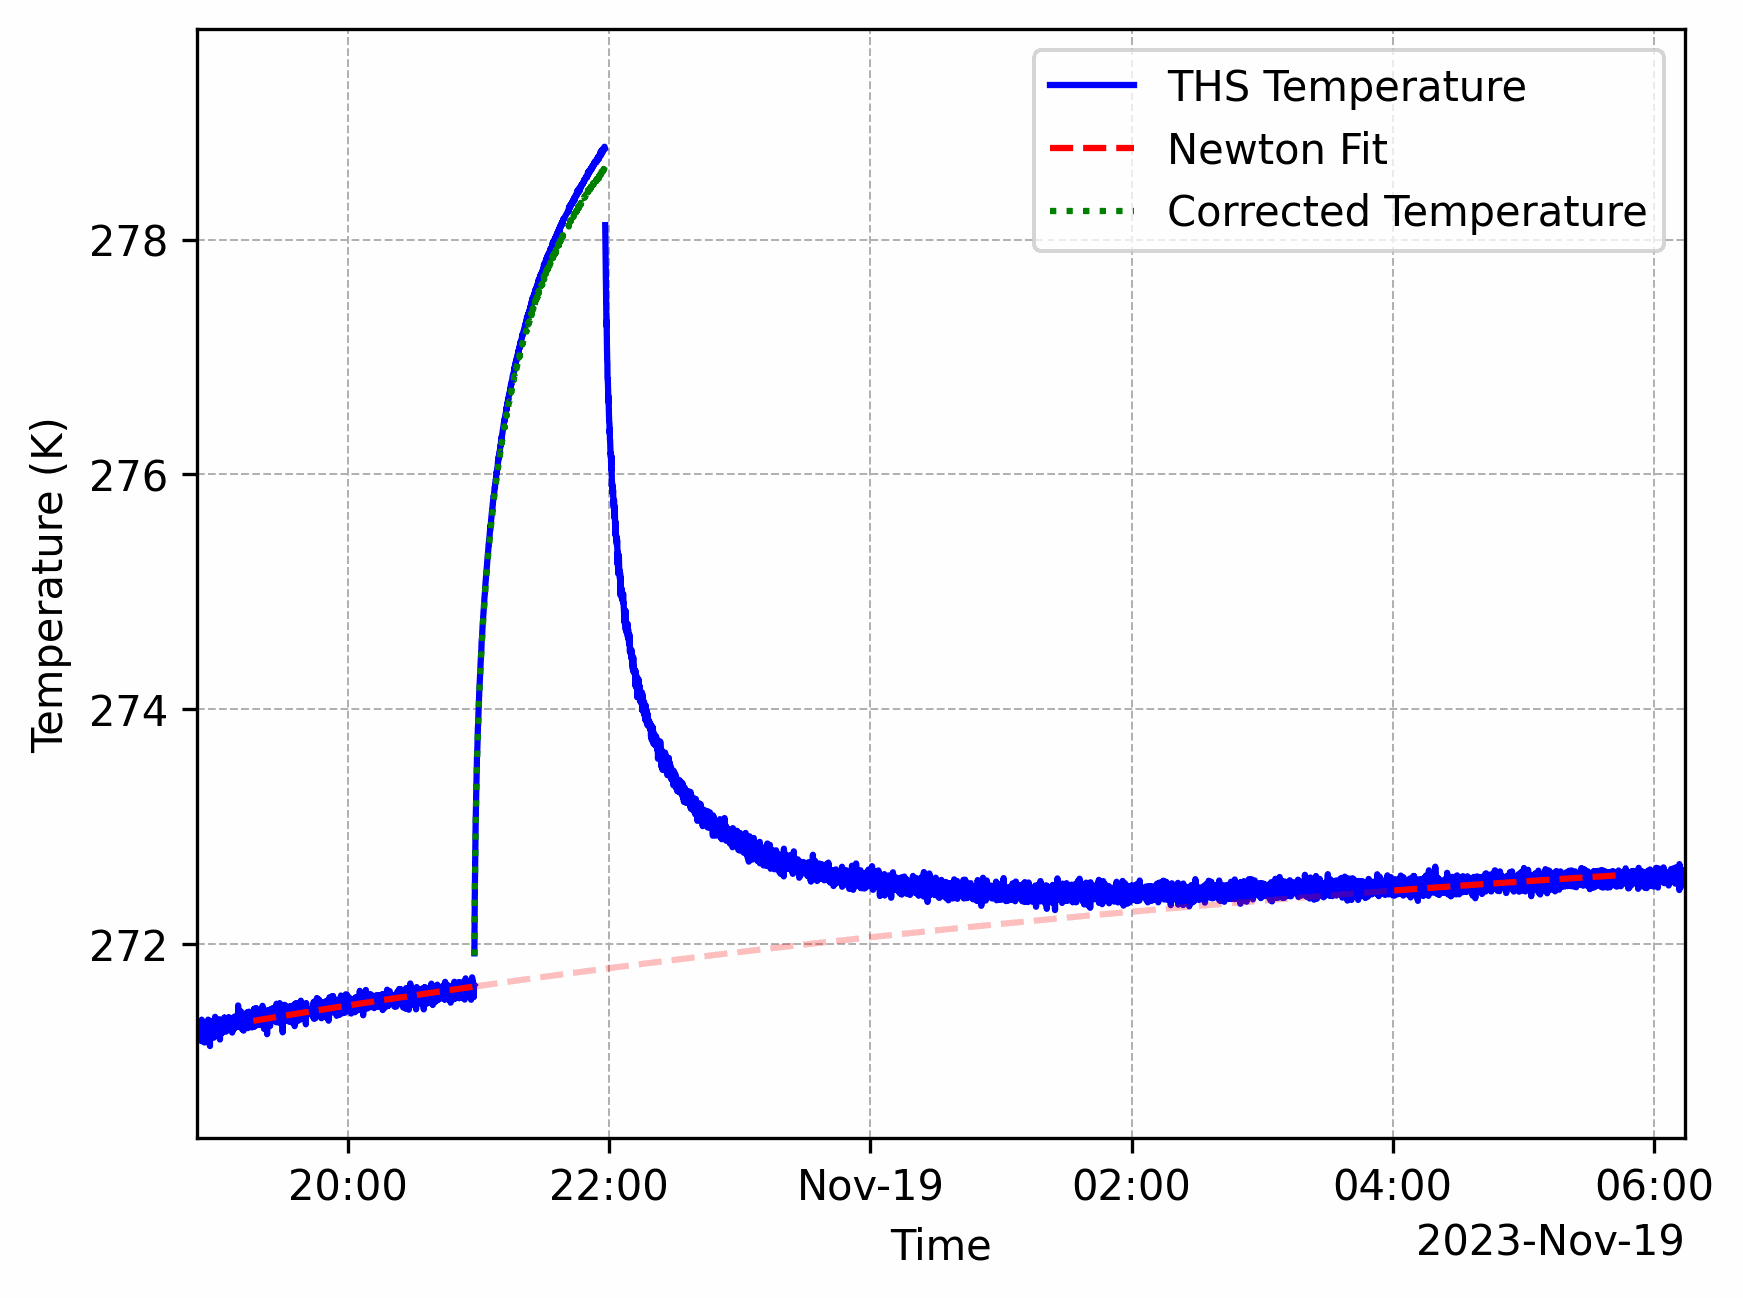 THS Temperature
Newton Fit
Corrected Temperature
Temperature (K)
278
276
274
272
20:00 22:00 Nov-19 02:00 04:00 06:00
Time
2023-Nov-19